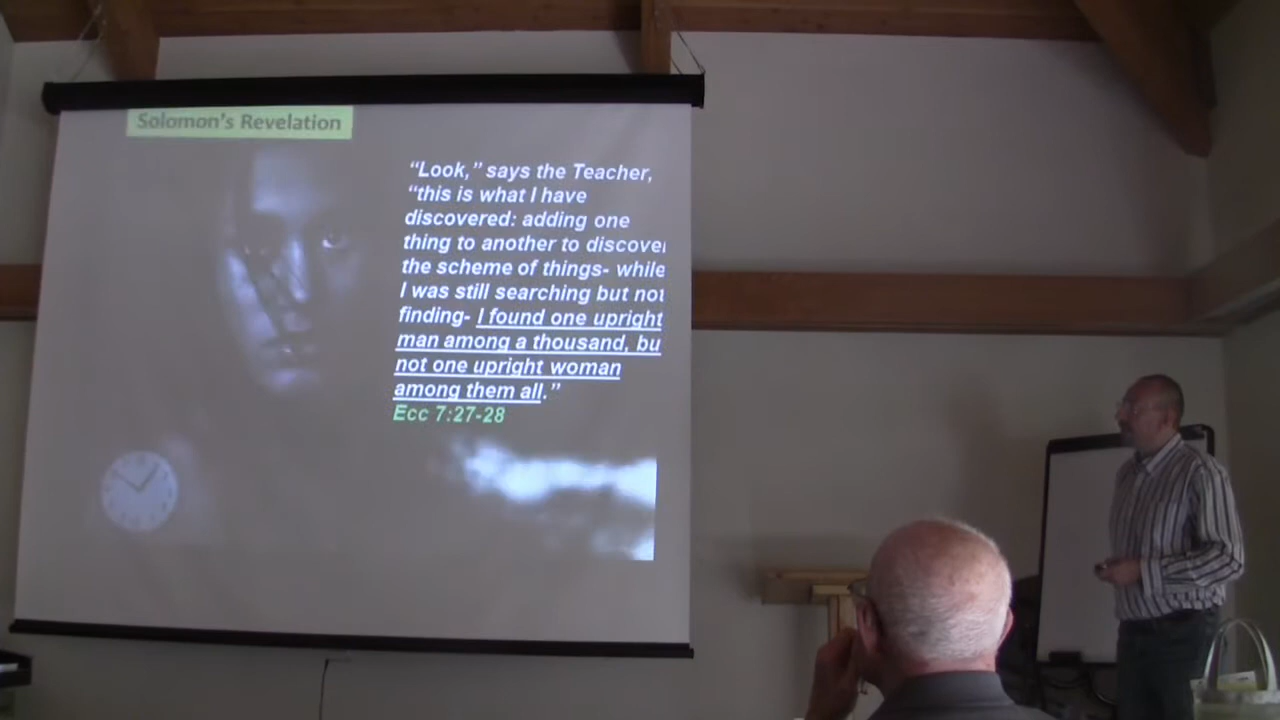 Solomon's Revelation
“Look,” says the Teacher,
“this is what I have
discovered: adding one
thing to another to discover
the scheme of things- while
I was still searching but not
finding- I found one upright
man among a thousand, bu
not one upright woman
among them all.”
Ecc 7:27-28